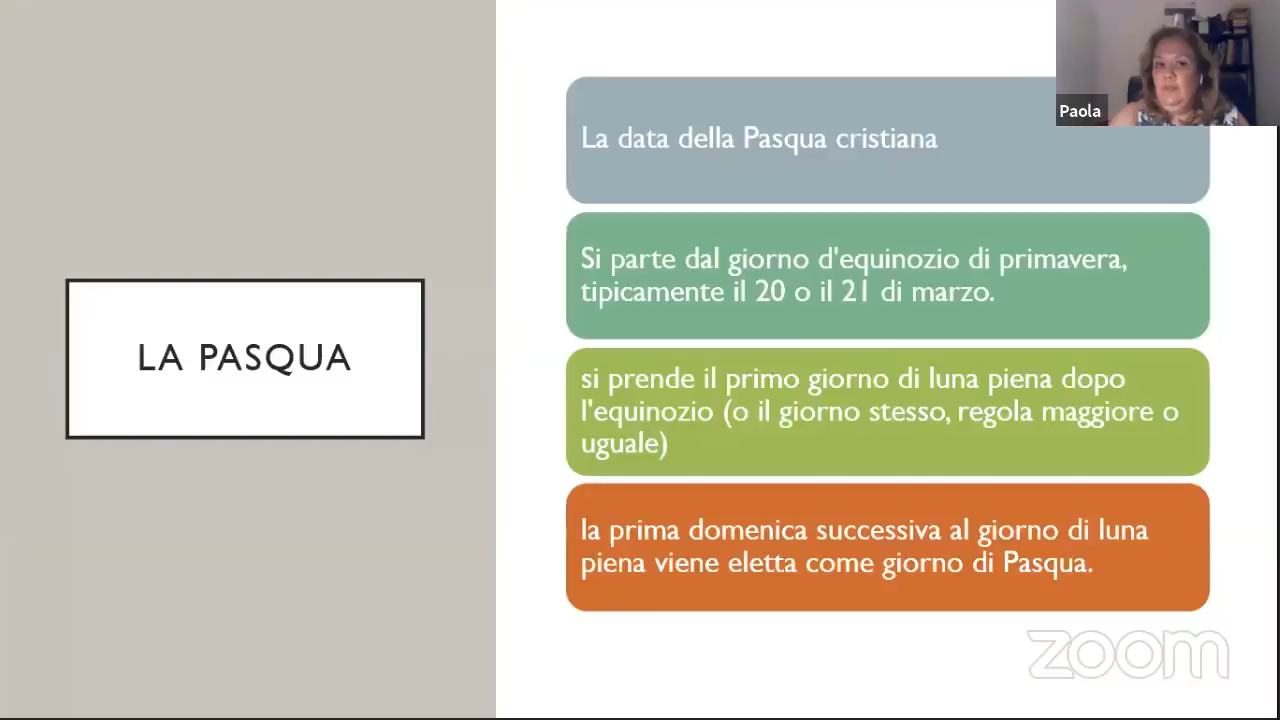 LA PASQUA
La data della Pasqua cristiana
Si parte dal giorno d'equinozio di primavera,
tipicamente il 20 o il 21 di marzo.
si prende il primo giorno di luna piena dopo
l'equinozio (o il giorno stesso, regola maggiore o
uguale)
la prima domenica successiva al giorno di luna
piena viene eletta come giorno di Pasqua.
Paola
zoom